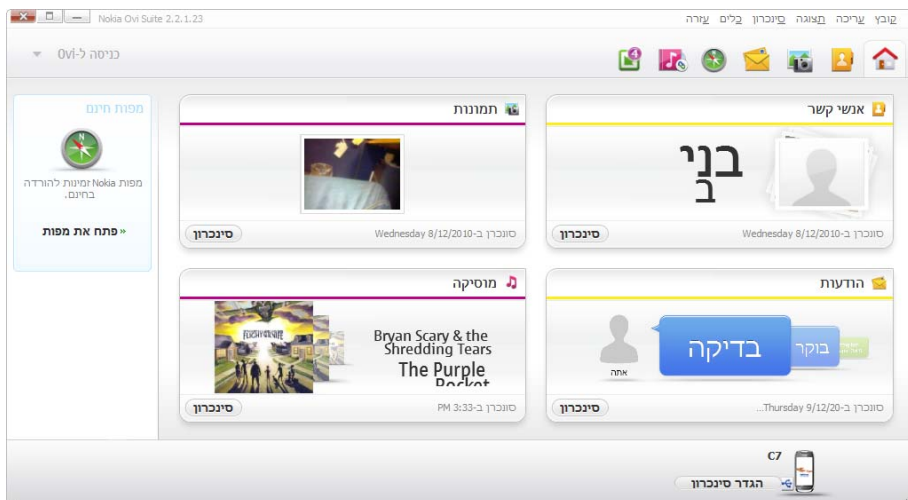 Nokia Ovi Suite 2.2.1.23
קובץ עריכה תצוגה סינכרון כלים עזרה
כניסה ל-Ovi
4
אנשי קשר
בני
ב
סונכרן ב-Wednesday 8/12/2010
סינכרון
תמונות
סונכרן ב-Wednesday 8/12/2010
סינכרון
מפות חינם
N
מפות Nokia זמינות להורדה
בחינם.
פתח את מפות»
הודעות
בוקר
בדיקה
אתה
סונכרן ב-Thursday 9/12/20...
סינכרון
מוסיקה
Bryan Scary & the
Shredding Tears
The Purple
Rocket
סונכרן ב-3:33 PM
סינכרון
C7
הגדר סינכרון